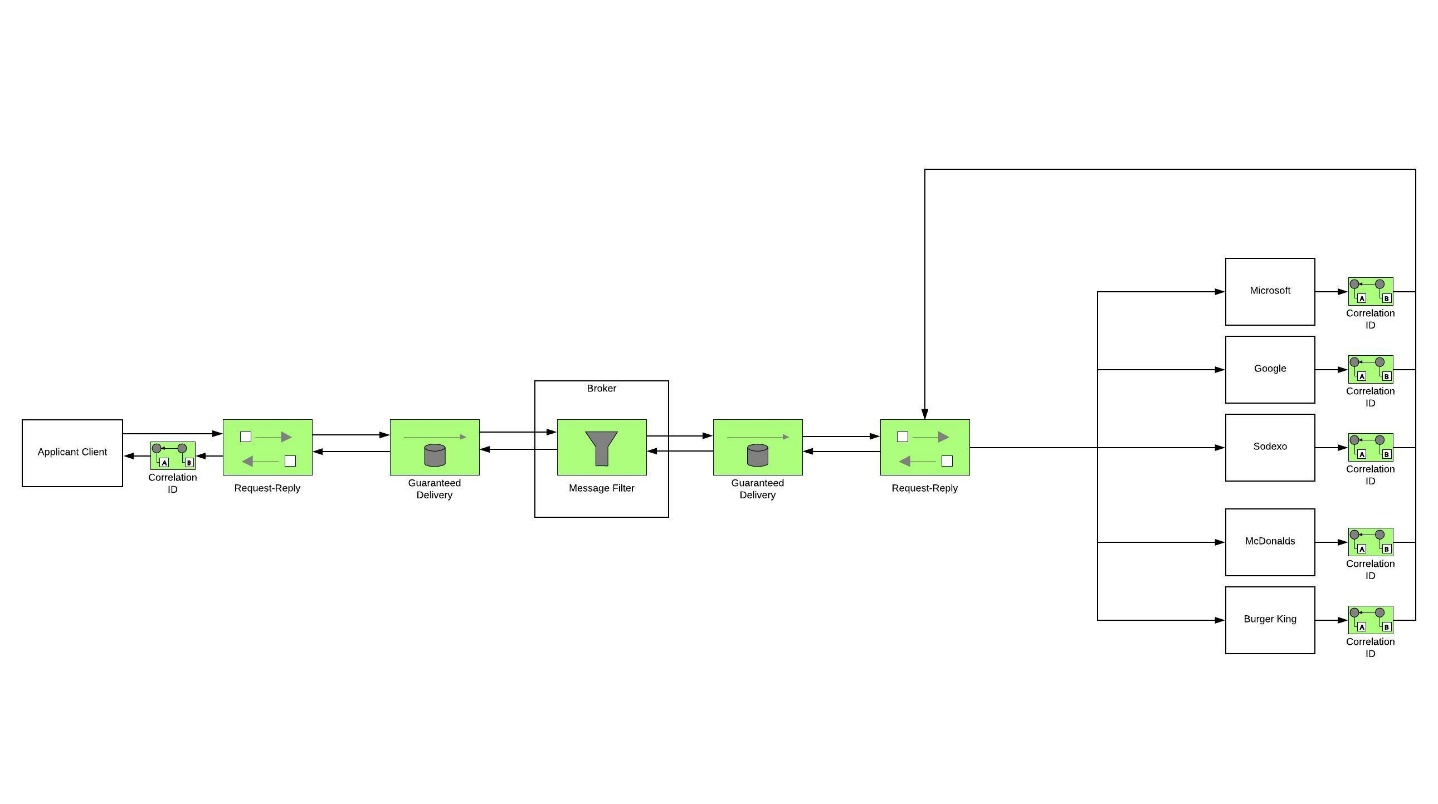 Broker
Applicant Client
Correlation
ID
Request-Reply
Guaranteed
Delivery
Message Filter
Guaranteed
Delivery
Request-Reply
Microsoft
A
B
Correlation
ID
Google
A
B
Correlation
ID
Sodexo
A
B
Correlation
ID
McDonalds
A
B
Correlation
ID
Burger King
A
B
Correlation
ID
A
B